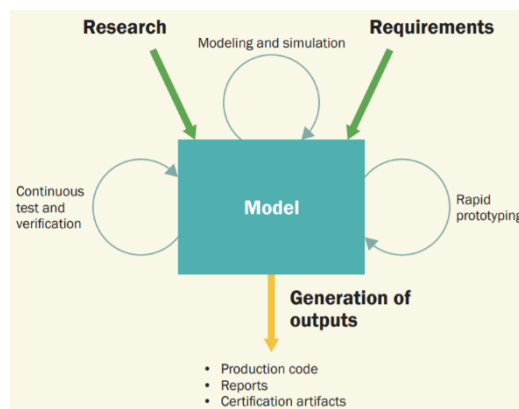 Research
Requirements
Modeling and simulation
Continuous
test and
verification
Model
Rapid
prototyping
Generation of
outputs
• Production code
• Reports
• Certification artifacts